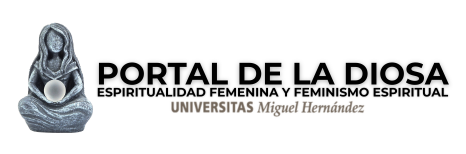 PORTAL DE LA DIOSA
ESPIRITUALIDAD FEMENINA Y FEMINISMO ESPIRITUAL
UNIVERSITAS Miguel Hernández